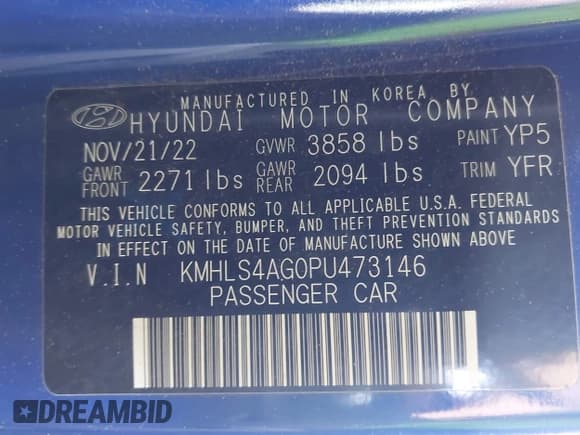 MANUFACTURED IN KOREA BY
HYUNDAI MOTOR COMPANY
NOV/21/22 GVWR 3858 lbs PAINT YP5
GAWR FRONT 2271 lbs GAWR REAR 2094 lbs TRIM YFR
THIS VEHICLE CONFORMS TO ALL APPLICABLE U.S.A. FEDERAL
MOTOR VEHICLE SAFETY, BUMPER, AND THEFT PREVENTION STANDARDS
IN EFFECT ON THE DATE OF MANUFACTURE SHOWN ABOVE
V.I.N KMHLS4AG0PU473146
PASSENGER CAR
DREAMBID